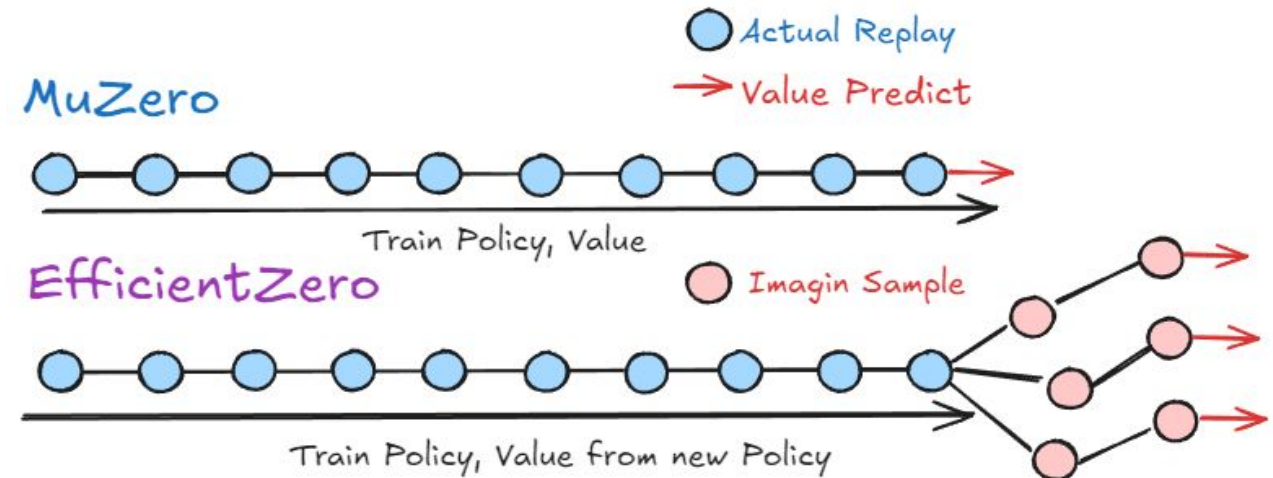 Actual Replay
MuZero
Value Predict
Train Policy, Value
EfficientZero
Imagin Sample
Train Policy, Value from new Policy